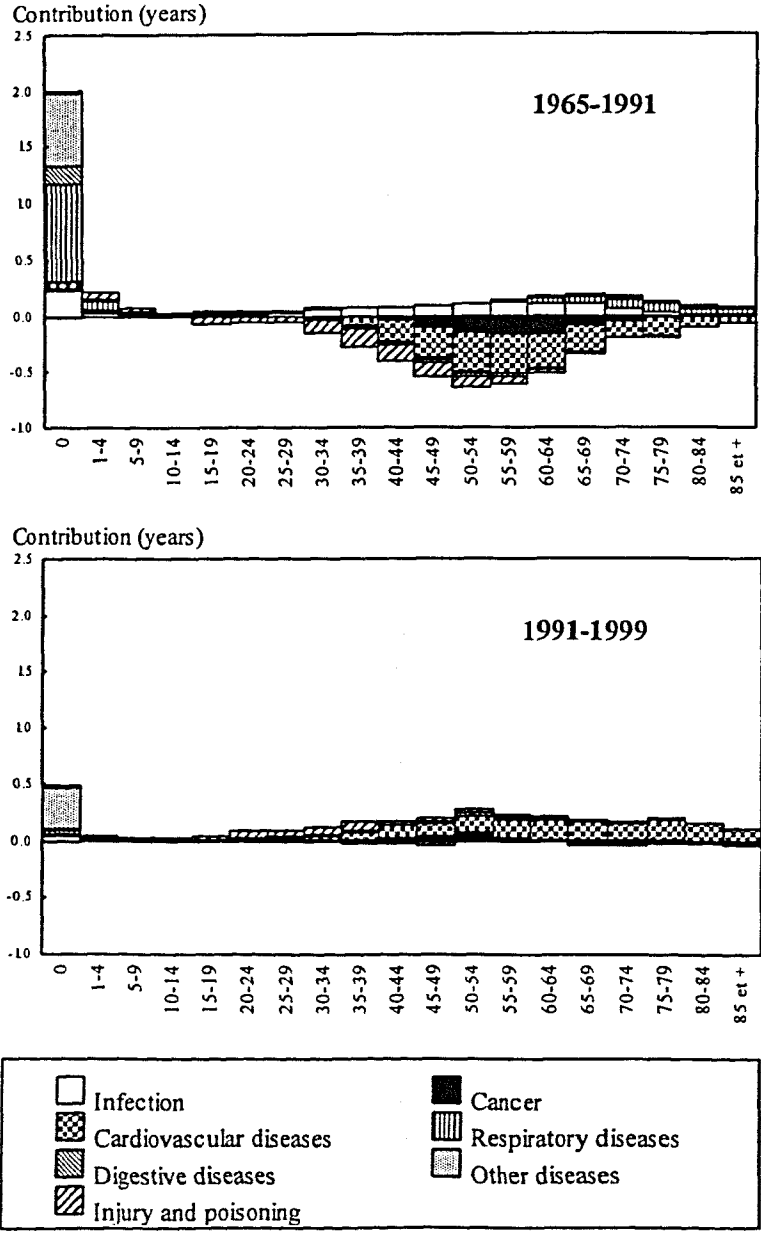 Contribution (years)
2.5
2.0
1.5
1.0
0.5
0.0
-0.5
-1.0
1965-1991
0 1-4 5-9 10-14 15-19 20-24 25-29 30-34 35-39 40-44 45-49 50-54 55-59 60-64 65-69 70-74 75-79 80-84 85 et +
Contribution (years)
2.5
2.0
1.5
1.0
0.5
0.0
-0.5
-1.0
1991-1999
0 1-4 5-9 10-14 15-19 20-24 25-29 30-34 35-39 40-44 45-49 50-54 55-59 60-64 65-69 70-74 75-79 80-84 85 et +
Infection
Cardiovascular diseases
Digestive diseases
Injury and poisoning
Cancer
Respiratory diseases
Other diseases